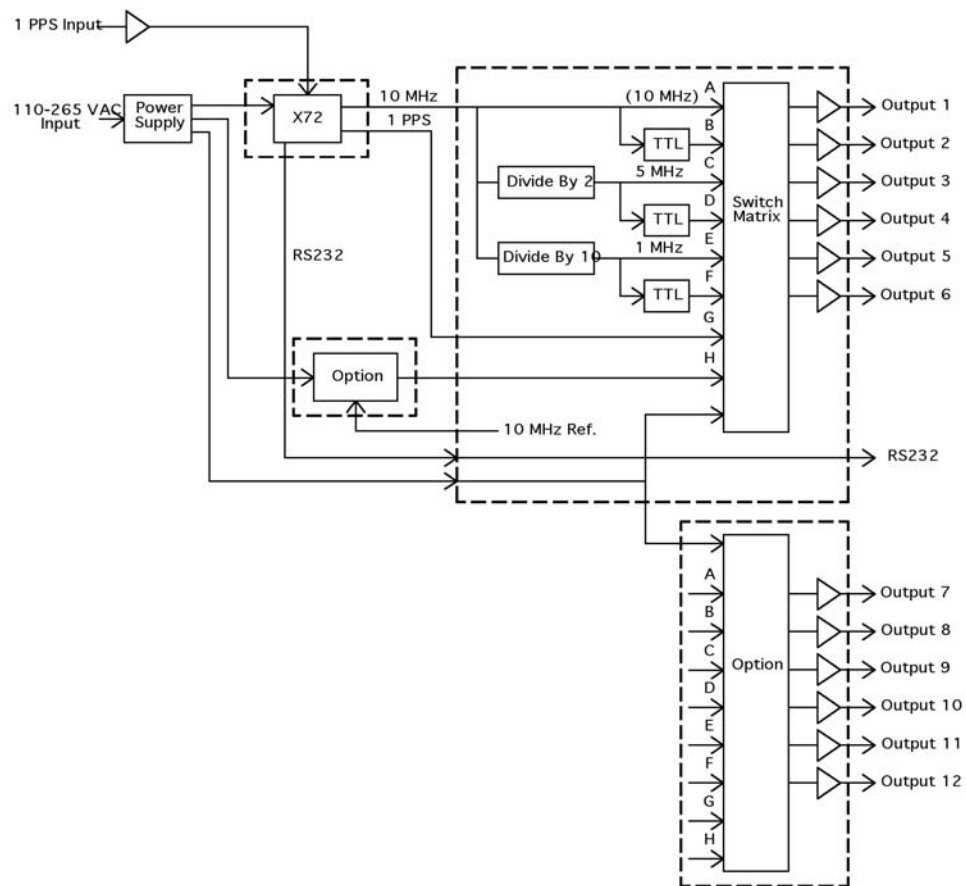 1 PPS Input
110-265 VAC
Input
Power
Supply
X72
10 MHz
1 PPS
(10 MHz)
A
B
TTL
C
Divide By 2
5 MHz
D
TTL
E
Divide By 10
1 MHz
F
TTL
G
H
Switch
Matrix
Output 1
Output 2
Output 3
Output 4
Output 5
Output 6
RS232
Option
10 MHz Ref.
RS232
A
B
C
D
E
F
G
H
Option
Output 7
Output 8
Output 9
Output 10
Output 11
Output 12